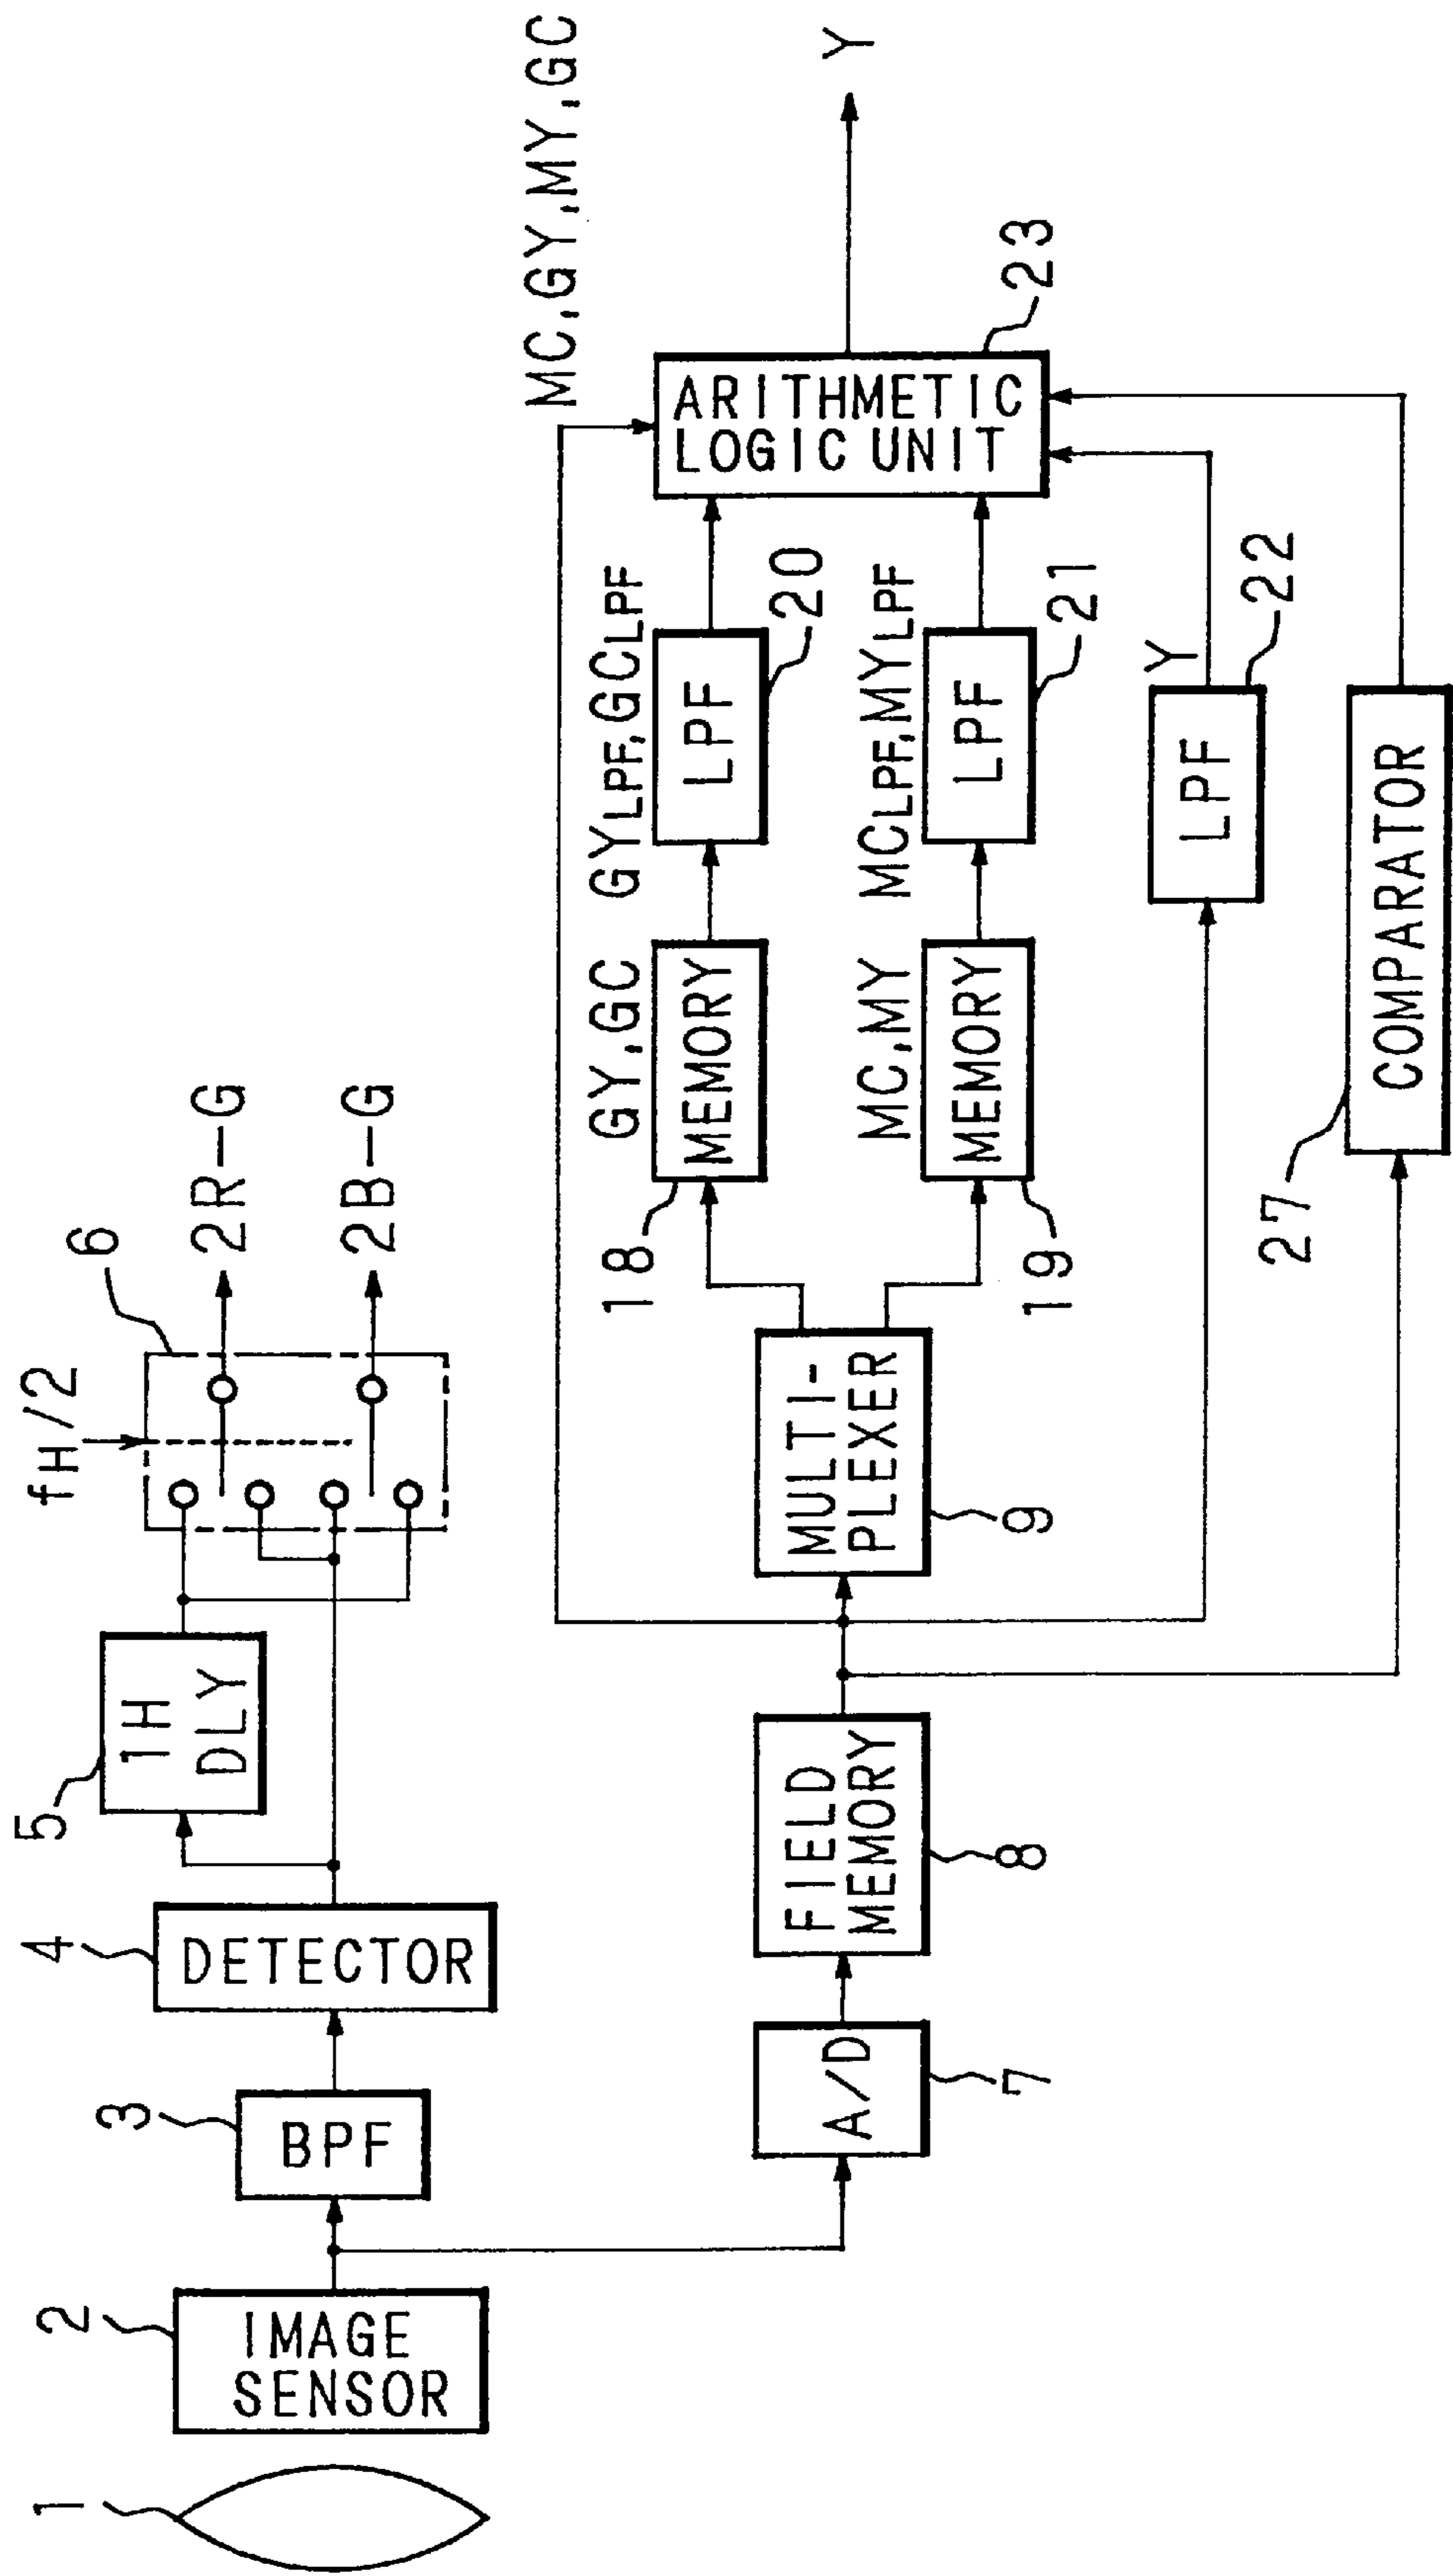 1
2
IMAGE
SENSOR
3
BPF
4
DETECTOR
5
1H
DLY
fH/2
6
2R-G
2B-G
7
A/D
8
FIELD
MEMORY
9
MULTI-
PLEXER
18
MEMORY
GY,GC
19
MEMORY
MC,MY
GYLPF,GCLPF
LPF
20
MCLPF,MYLPF
LPF
21
Y
LPF
22
27
COMPARATOR
MC,GY,MY,GC
ARITHMETIC
LOGIC UNIT
23
Y